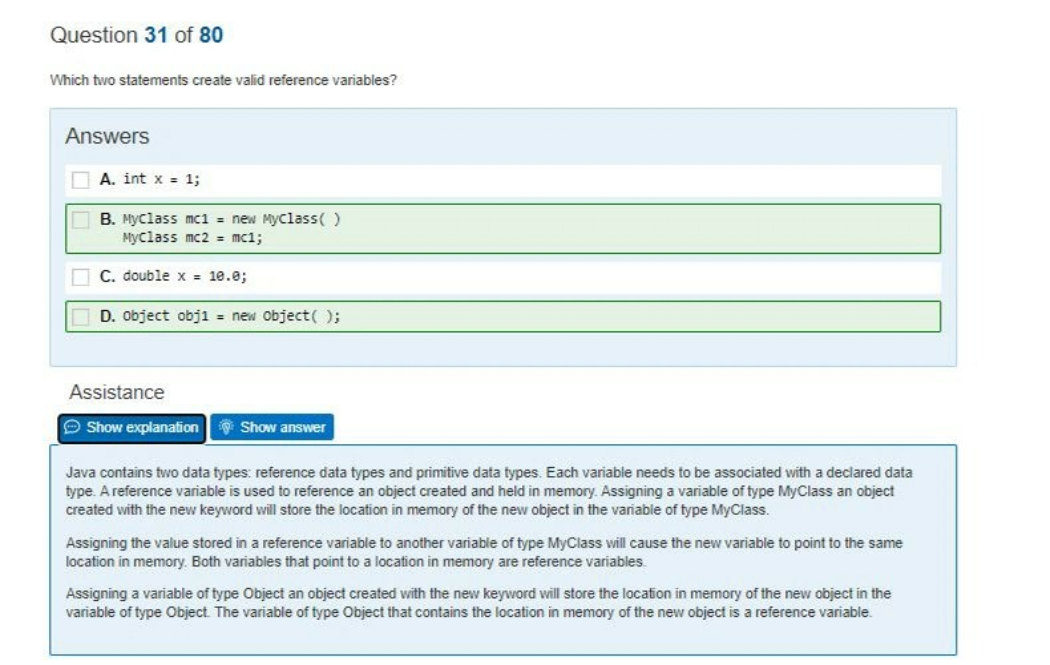 Question 31 of 80
Which two statements create valid reference variables?
Answers
A. int x = 1;
B. MyClass mc1 = new MyClass( )
MyClass mc2 = mc1;
C. double x = 10.0;
D. Object obj1 = new Object( );
Assistance
Show explanation Show answer
Java contains two data types: reference data types and primitive data types. Each variable needs to be associated with a declared data
type. A reference variable is used to reference an object created and held in memory. Assigning a variable of type MyClass an object
created with the new keyword will store the location in memory of the new object in the variable of type MyClass.
Assigning the value stored in a reference variable to another variable of type MyClass will cause the new variable to point to the same
location in memory. Both variables that point to a location in memory are reference variables.
Assigning a variable of type Object an object created with the new keyword will store the location in memory of the new object in the
variable of type Object. The variable of type Object that contains the location in memory of the new object is a reference variable.